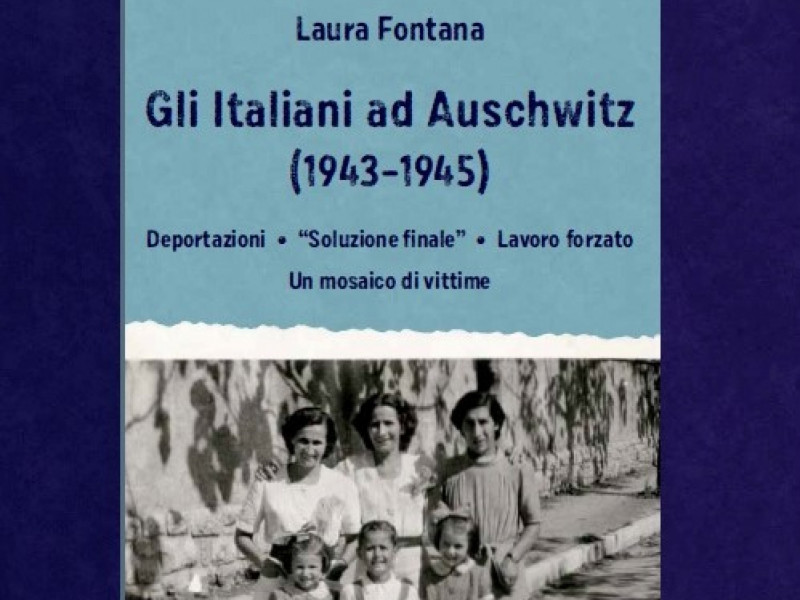 Laura Fontana
Gli Italiani ad Auschwitz
(1943-1945)
Deportazioni • “Soluzione finale” • Lavoro forzato
Un mosaico di vittime